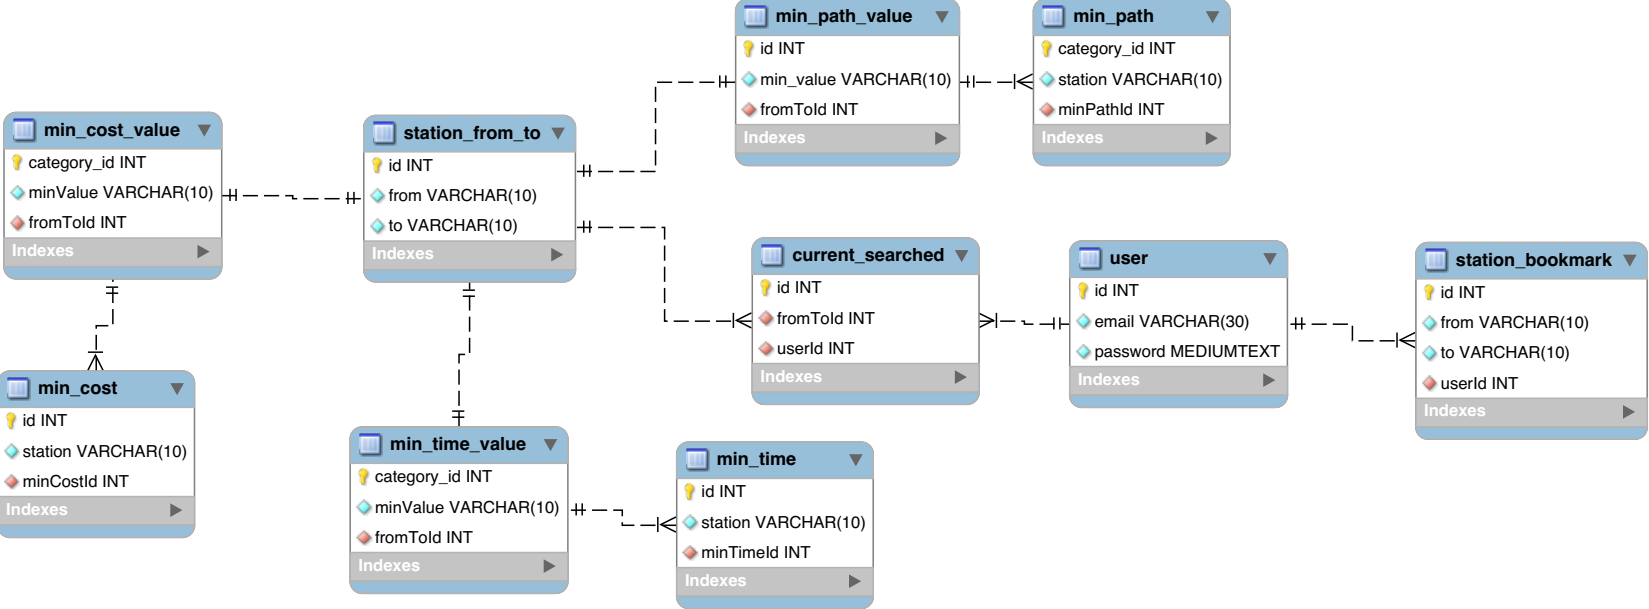 min_path_value
id INT
min_value VARCHAR(10)
fromToId INT
Indexes
min_path
category_id INT
station VARCHAR(10)
minPathId INT
Indexes
min_cost_value
category_id INT
minValue VARCHAR(10)
fromToId INT
Indexes
station_from_to
id INT
from VARCHAR(10)
to VARCHAR(10)
Indexes
current_searched
id INT
fromToId INT
userId INT
Indexes
user
id INT
email VARCHAR(30)
password MEDIUMTEXT
Indexes
station_bookmark
id INT
from VARCHAR(10)
to VARCHAR(10)
userId INT
Indexes
min_cost
id INT
station VARCHAR(10)
minCostId INT
Indexes
min_time_value
category_id INT
minValue VARCHAR(10)
fromToId INT
Indexes
min_time
id INT
station VARCHAR(10)
minTimeId INT
Indexes